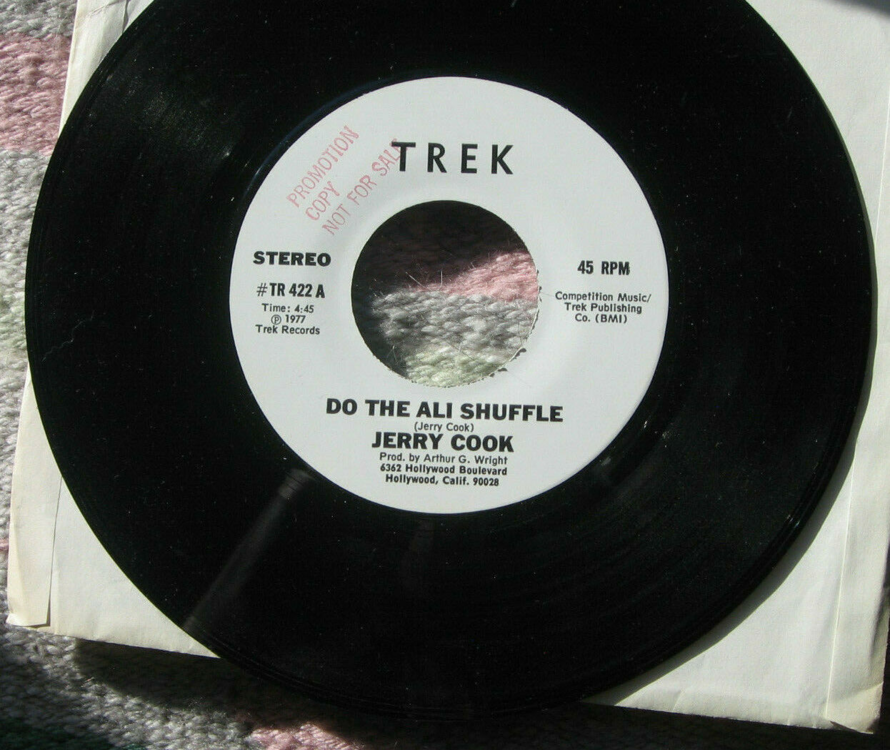 PROMOTION
COPY
NOT FOR SALE
TREK
STEREO
#TR 422 A
Time: 4:45
℗ 1977
Trek Records
45 RPM
Competition Music/
Trek Publishing
Co. (BMI)
DO THE ALI SHUFFLE
(Jerry Cook)
JERRY COOK
Prod. by Arthur G. Wright
6362 Hollywood Boulevard
Hollywood, Calif. 90028